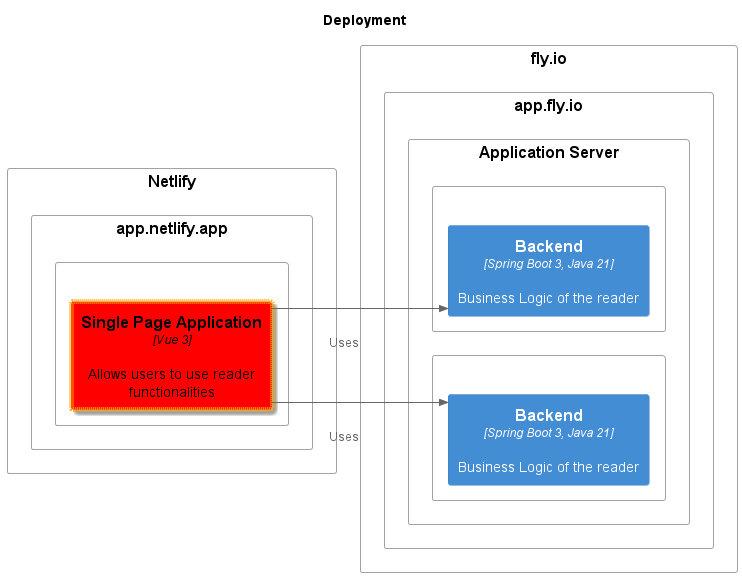 Deployment
Netlify
app.netlify.app
Single Page Application
[Vue 3]
Allows users to use reader
functionalities
Uses
Uses
fly.io
app.fly.io
Application Server
Backend
[Spring Boot 3, Java 21]
Business Logic of the reader
Backend
[Spring Boot 3, Java 21]
Business Logic of the reader